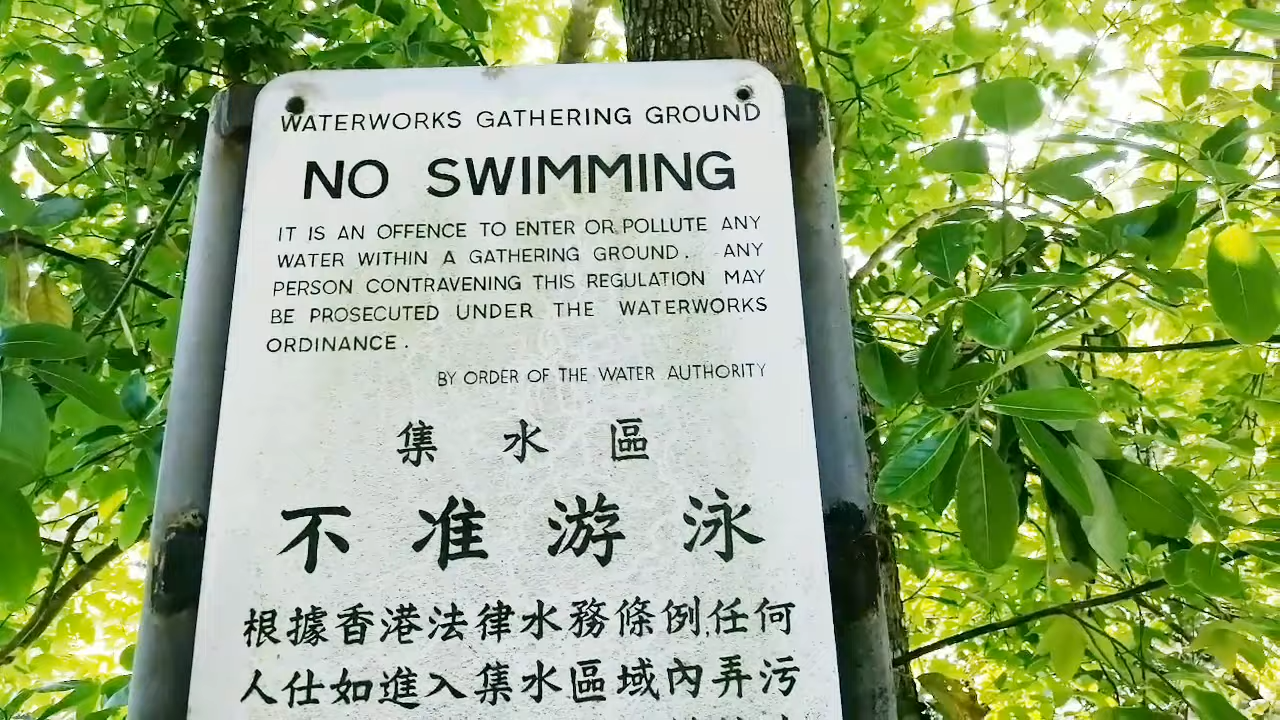 WATERWORKS GATHERING GROUND
NO SWIMMING
IT IS AN OFFENCE TO ENTER OR POLLUTE ANY
WATER WITHIN A GATHERING GROUND. ANY
PERSON CONTRAVENING THIS REGULATION MAY
BE PROSECUTED UNDER THE WATERWORKS
ORDINANCE.
BY ORDER OF THE WATER AUTHORITY
集水區
不准游泳
根據香港法律水務條例,任何
人仕如進入集水區域內弄污